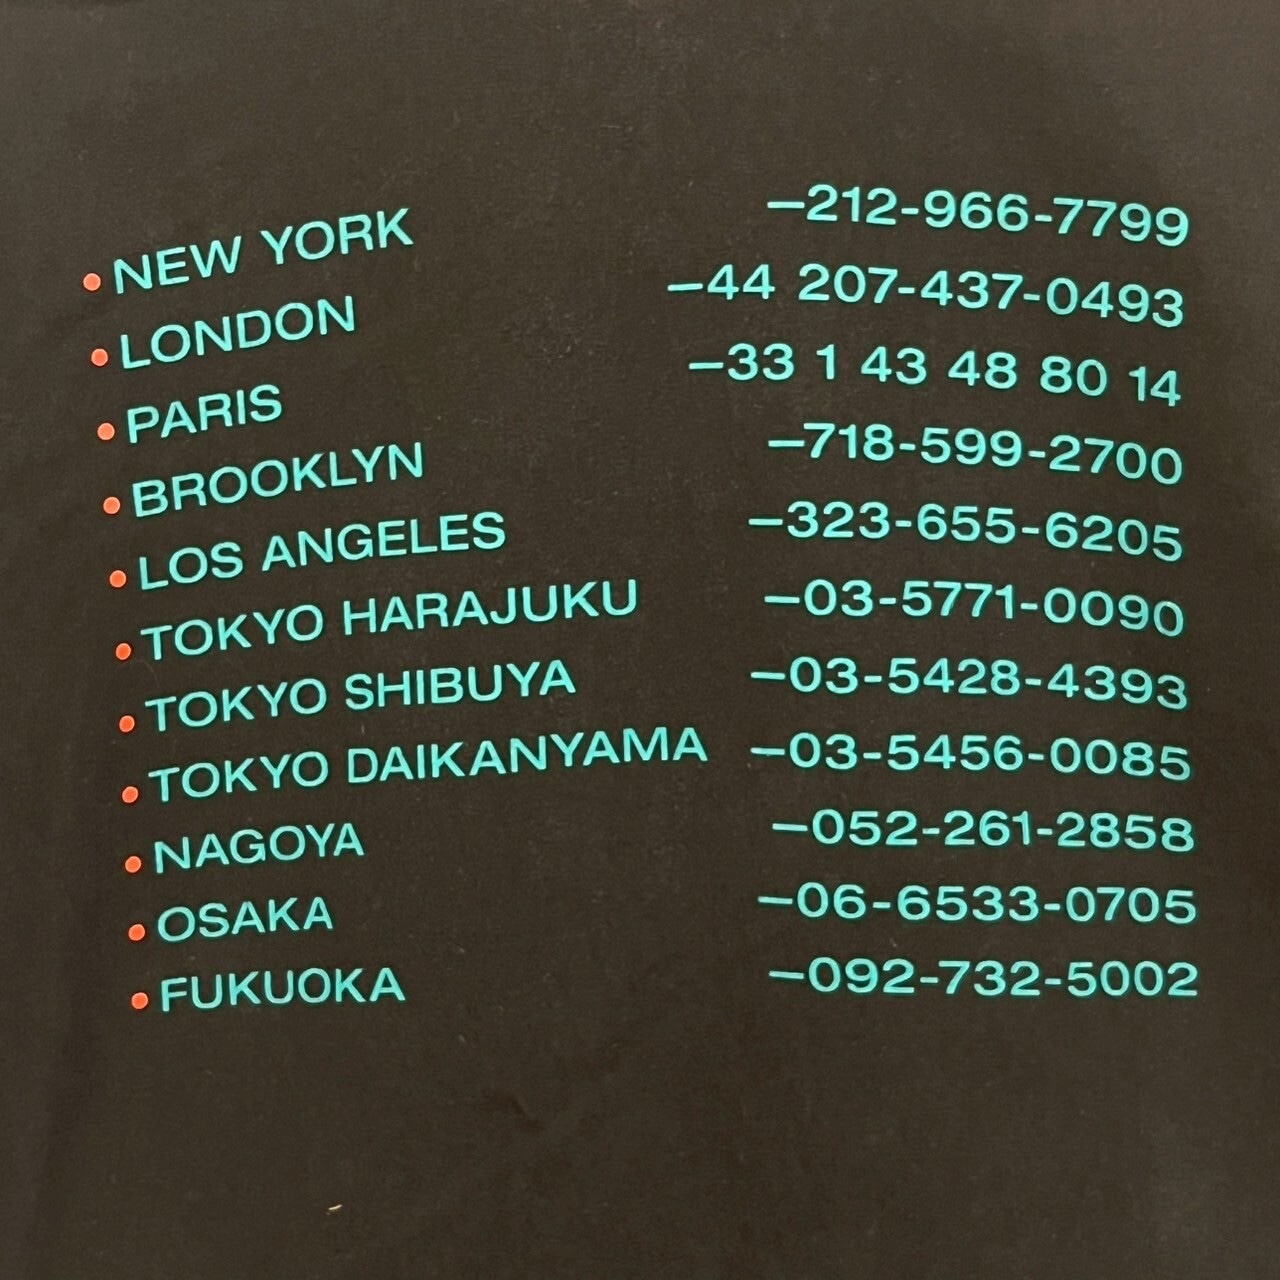 • NEW YORK —212-966-7799
• LONDON —44 207-437-0493
• PARIS —33 1 43 48 80 14
• BROOKLYN —718-599-2700
• LOS ANGELES —323-655-6205
• TOKYO HARAJUKU —03-5771-0090
• TOKYO SHIBUYA —03-5428-4393
• TOKYO DAIKANYAMA —03-5456-0085
• NAGOYA —052-261-2858
• OSAKA —06-6533-0705
• FUKUOKA —092-732-5002